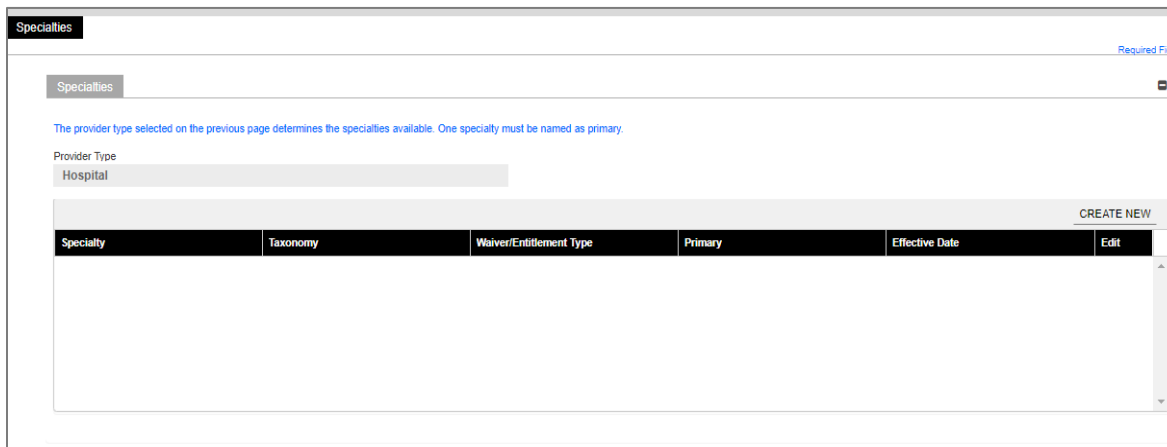 Specialties
Required Fi
Specialties
The provider type selected on the previous page determines the specialties available. One specialty must be named as primary.
Provider Type
Hospital
CREATE NEW
Specialty Taxonomy Waiver/Entitlement Type Primary Effective Date Edit